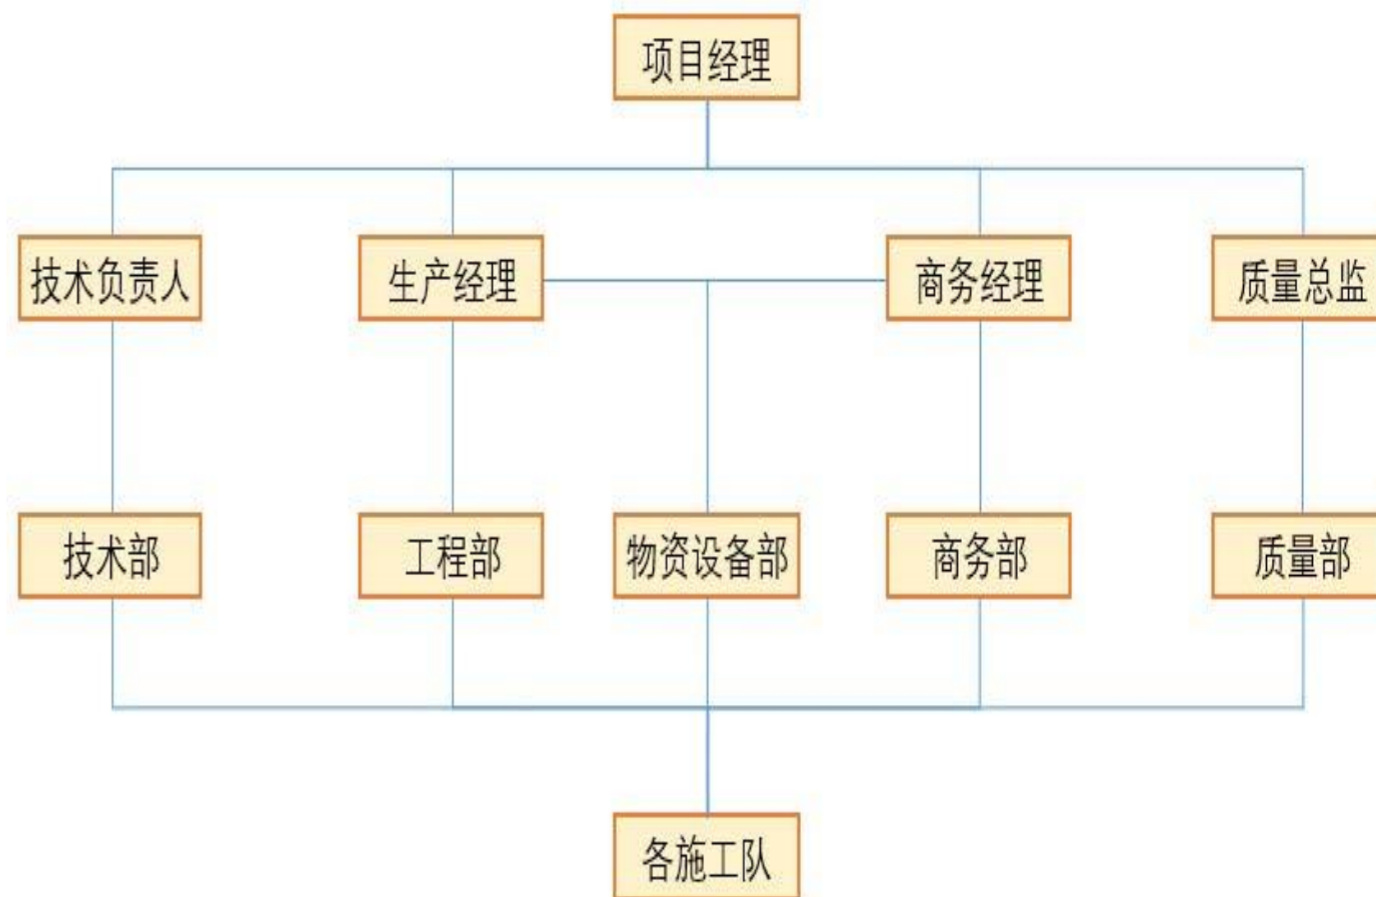 项目经理
技术负责人
生产经理
商务经理
质量总监
技术部
工程部
物资设备部
商务部
质量部
各施工队